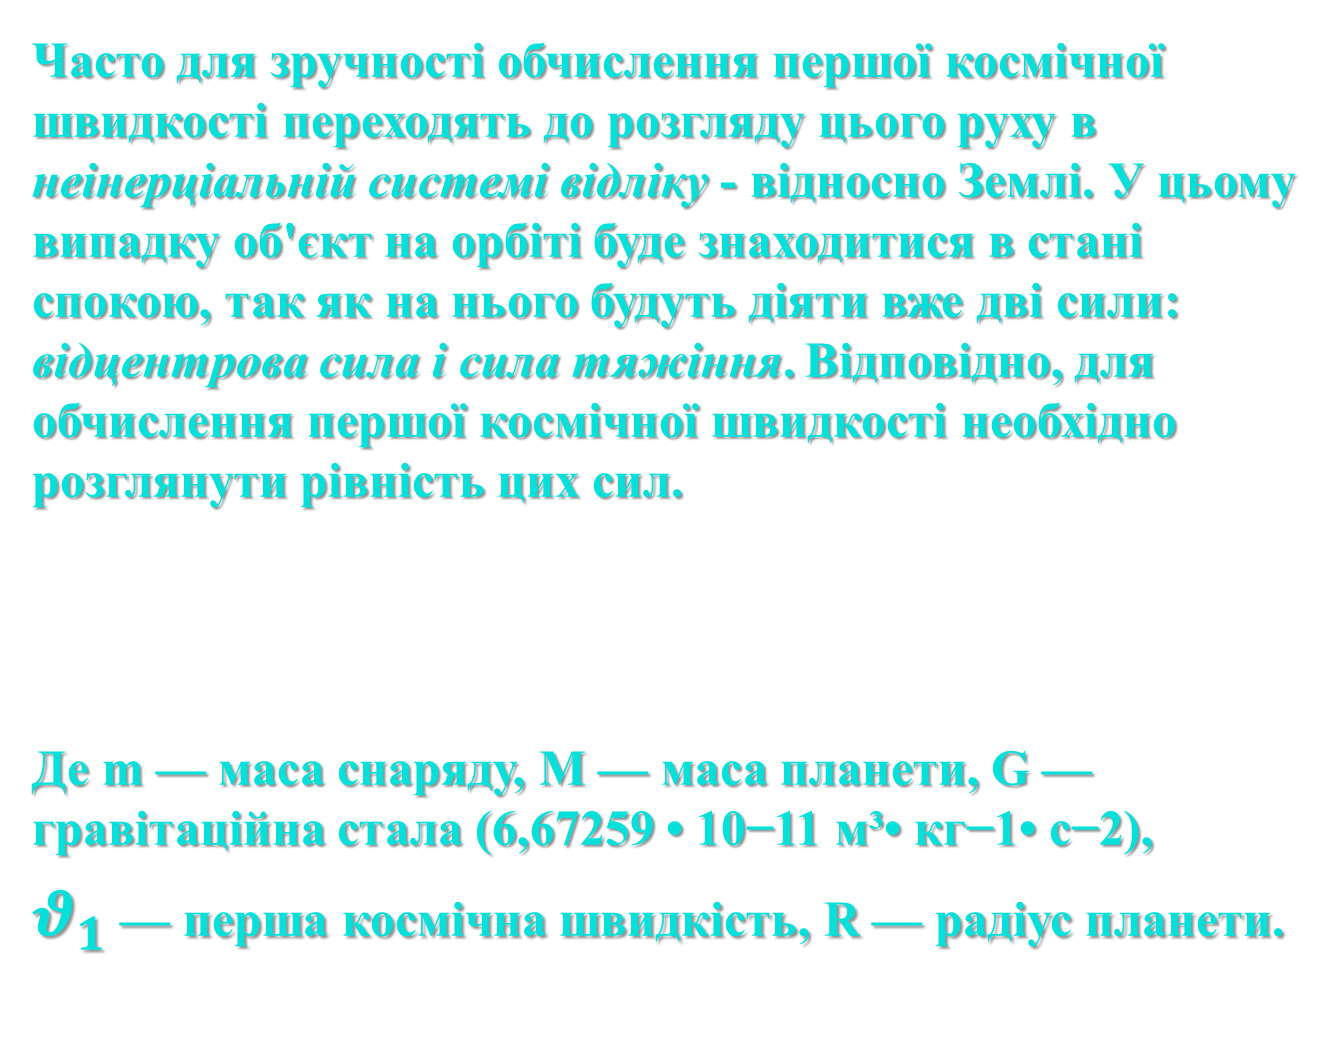 Часто для зручності обчислення першої космічної
швидкості переходять до розгляду цього руху в
неінерціальній системі відліку - відносно Землі. У цьому
випадку об'єкт на орбіті буде знаходитися в стані
спокою, так як на нього будуть діяти вже дві сили:
відцентрова сила і сила тяжіння. Відповідно, для
обчислення першої космічної швидкості необхідно
розглянути рівність цих сил.
Де m — маса снаряду, M — маса планети, G —
гравітаційна стала (6,67259 • 10−11 м³• кг−1• с−2),
𝝑₁ — перша космічна швидкість, R — радіус планети.